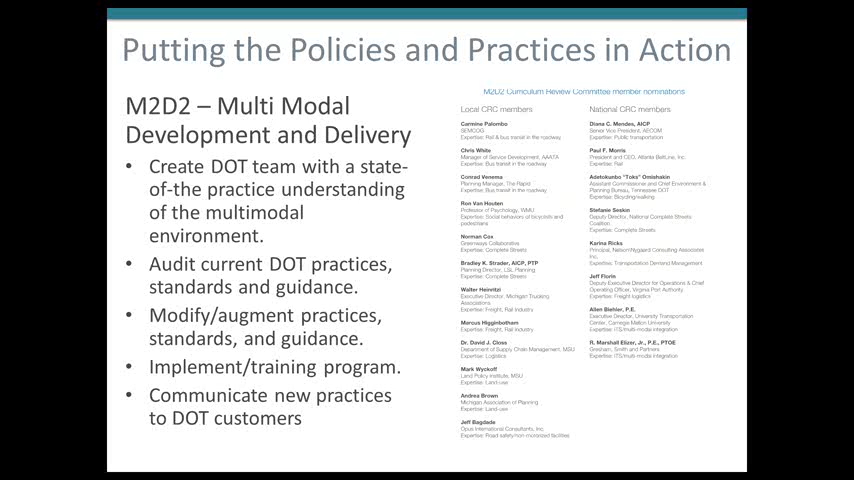 Putting the Policies and Practices in Action
M2D2 – Multi Modal
Development and Delivery
• Create DOT team with a state-
of-the practice understanding
of the multimodal
environment.
• Audit current DOT practices,
standards and guidance.
• Modify/augment practices,
standards, and guidance.
• Implement/training program.
• Communicate new practices
to DOT customers
M2D2 Curriculum Review Committee member nominations
Local CRC members
Carmine Palombo
SEMCOG
Expertise: Rail & bus transit in the roadway
Chris White
Manager of Service Development, AAATA
Expertise: Bus transit in the roadway
Conrad Venema
Planning Manager, The Rapid
Expertise: Bus transit in the roadway
Ron Van Houten
Professor of Psychology, WMU
Expertise: Social behaviors of bicyclists and
pedestrians
Norman Cox
Greenways Collaborative
Expertise: Complete Streets
Bradley K. Strader, AICP, PTP
Planning Director, LSL Planning
Expertise: Complete Streets
Walter Heinritzi
Executive Director, Michigan Trucking
Associations
Expertise: Freight, Rail Industry
Marcus Higginbotham
Expertise: Freight, Rail Industry
Dr. David J. Closs
Department of Supply Chain Management, MSU
Expertise: Logistics
Mark Wyckoff
Land Policy Institute, MSU
Expertise: Land-use
Andrea Brown
Michigan Association of Planning
Expertise: Land-use
Jeff Bagdade
Opus International Consultants, Inc.
Expertise: Road safety/non-motorized facilities
National CRC members
Diana C. Mendes, AICP
Senior Vice President, AECOM
Expertise: Public transportation
Paul F. Morris
President and CEO, Atlanta BeltLine, Inc.
Expertise: Rail
Adetokunbo "Toks" Omishakin
Assistant Commissioner and Chief Environment &
Planning Bureau, Tennessee DOT
Expertise: Bicycling/walking
Stefanie Seskin
Deputy Director, National Complete Streets
Coalition
Expertise: Complete Streets
Karina Ricks
Principal, Nelson\Nygaard Consulting Associates
Inc.
Expertise: Transportation Demand Management
Jeff Florin
Deputy Executive Director for Operations & Chief
Operating Officer, Virginia Port Authority
Expertise: Freight logistics
Allen Biehler, P.E.
Executive Director, University Transportation
Center, Carnegie Mellon University
Expertise: ITS/multi-modal integration
R. Marshall Elizer, Jr., P.E., PTOE
Gresham, Smith and Partners
Expertise: ITS/multi-modal integration